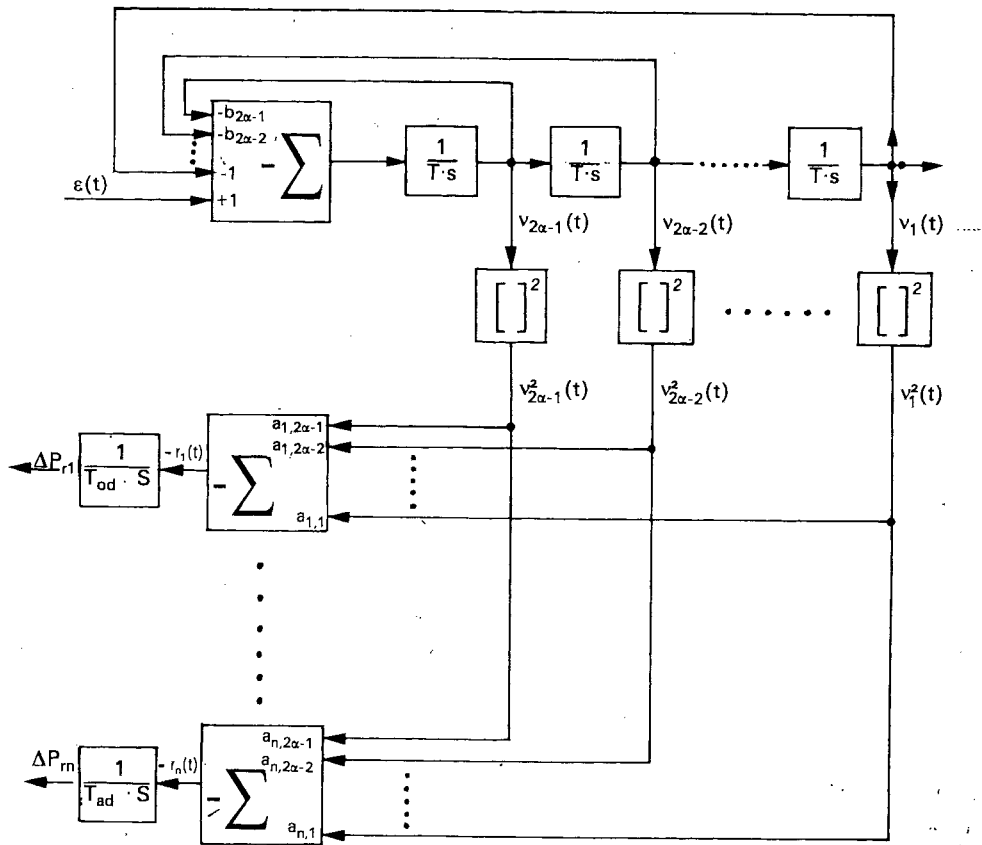 -b₂α₋₁
-b₂α₋₂
-1
+1
- ∑
ε(t)
1
T·s
1
T·s
1
T·s
ν₂α₋₁(t)
ν₂α₋₂(t)
ν₁(t)
[ ]²
[ ]²
[ ]²
ν²₂α₋₁(t)
ν²₂α₋₂(t)
ν²₁(t)
ΔPr1
1
Tod · S
- r₁(t)
- ∑
a₁,₂α₋₁
a₁,₂α₋₂
a₁,₁
ΔPrn
1
Tad · S
- rₙ(t)
- ∑
aₙ,₂α₋₁
aₙ,₂α₋₂
aₙ,₁